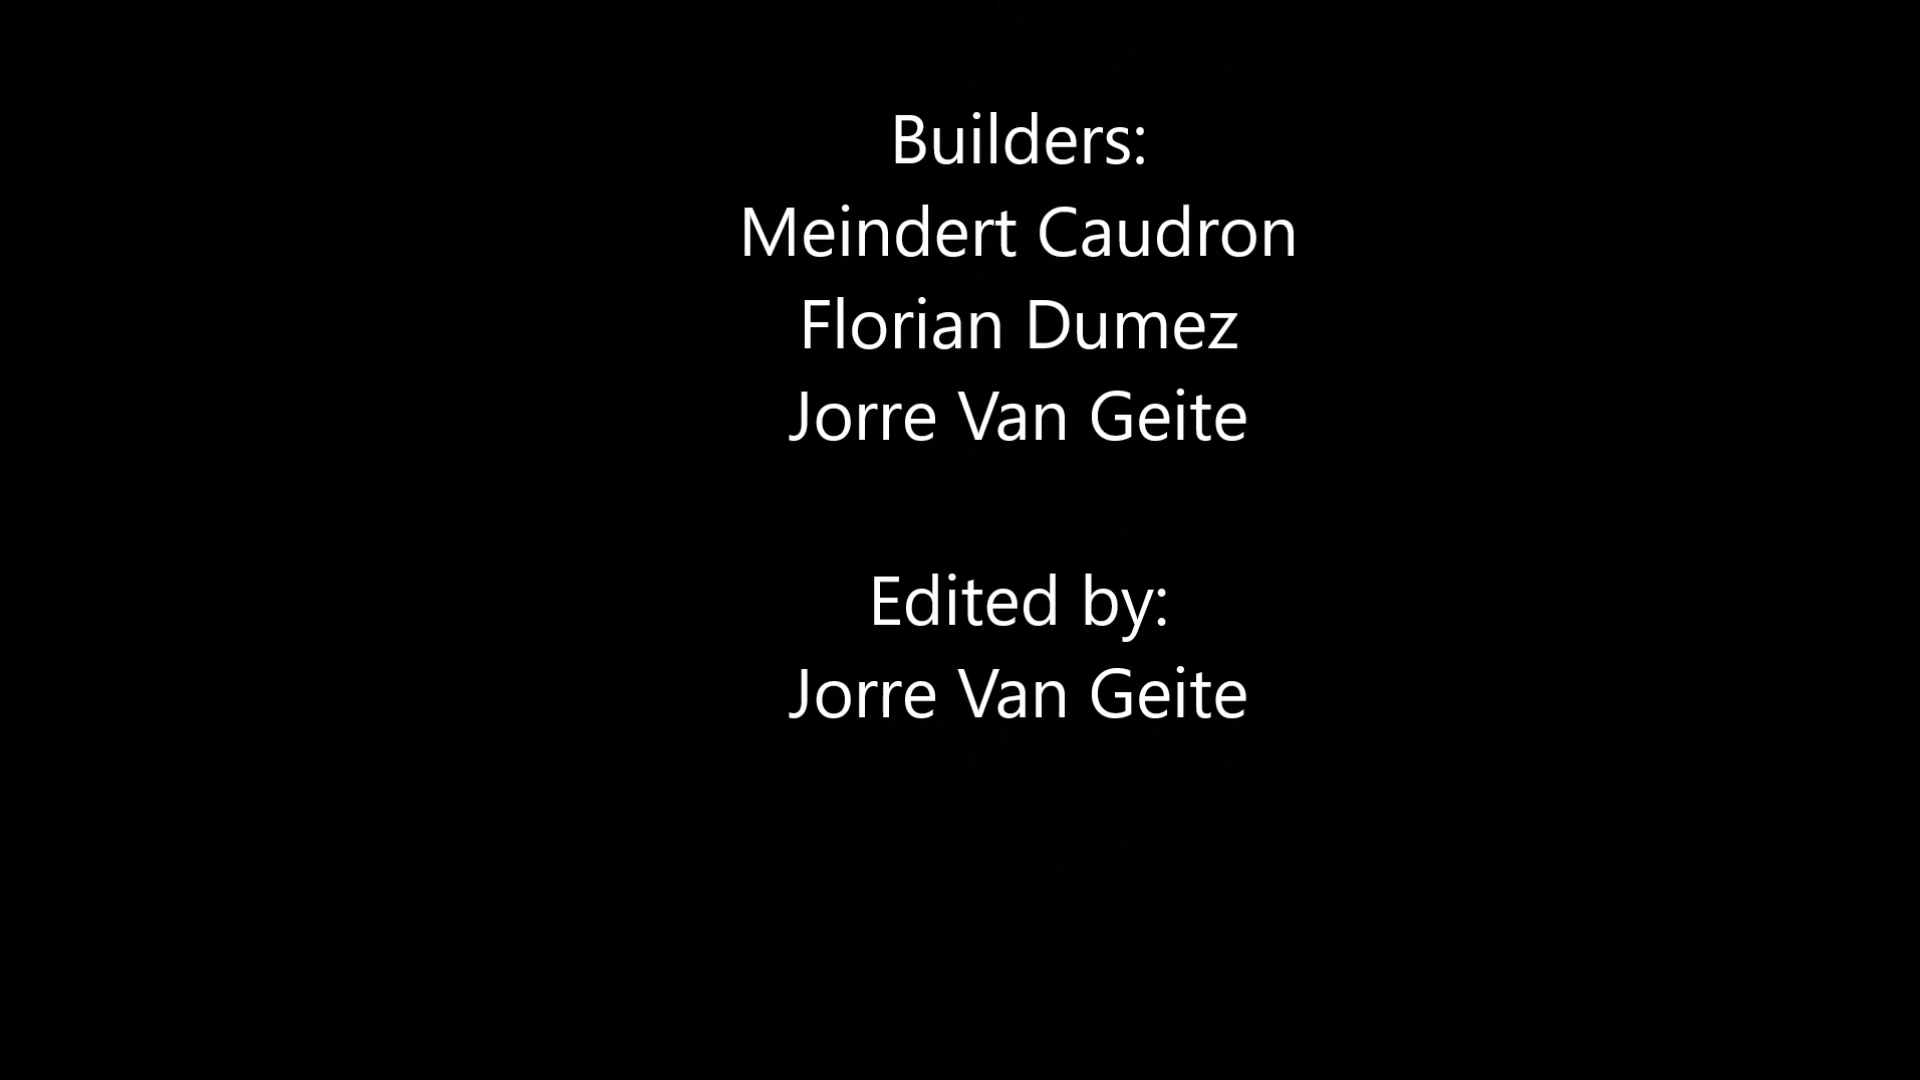 Builders:
Meindert Caudron
Florian Dumez
Jorre Van Geite
Edited by:
Jorre Van Geite